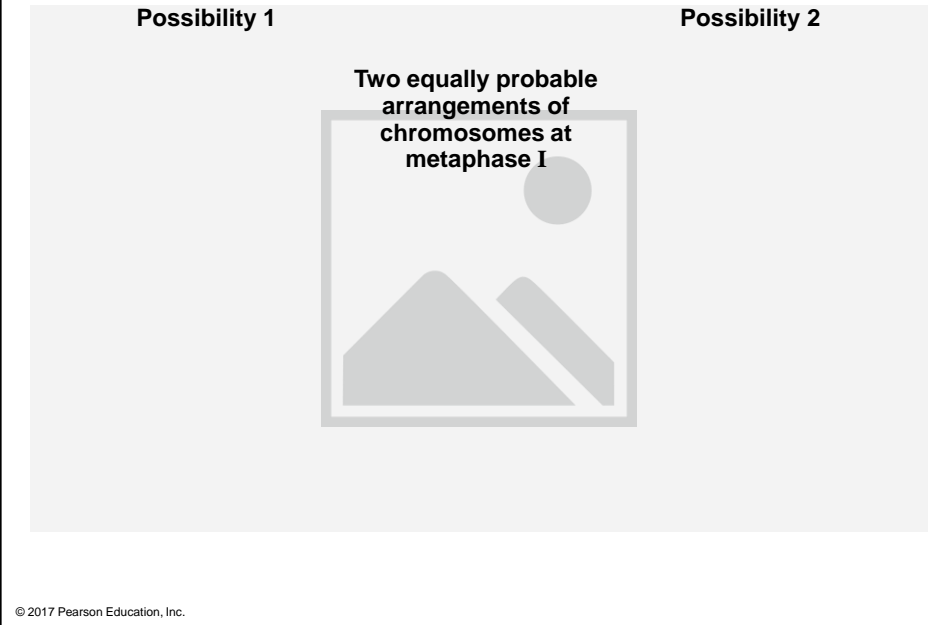 Possibility 1
Possibility 2
Two equally probable
arrangements of
chromosomes at
metaphase I
© 2017 Pearson Education, Inc.